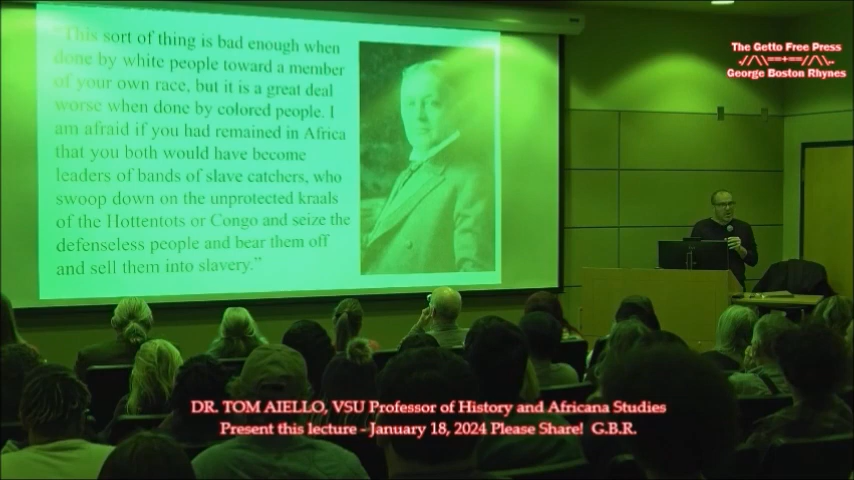 "This sort of thing is bad enough when
done by white people toward a member
of your own race, but it is a great deal
worse when done by colored people. I
am afraid if you had remained in Africa
that you both would have become
leaders of bands of slave catchers, who
swoop down on the unprotected kraals
of the Hottentots or Congo and seize the
defenseless people and bear them off
and sell them into slavery."
The Getto Free Press
George Boston Rhynes
DR. TOM AIELLO, VSU Professor of History and Africana Studies
Present this lecture - January 18, 2024 Please Share! G.B.R.